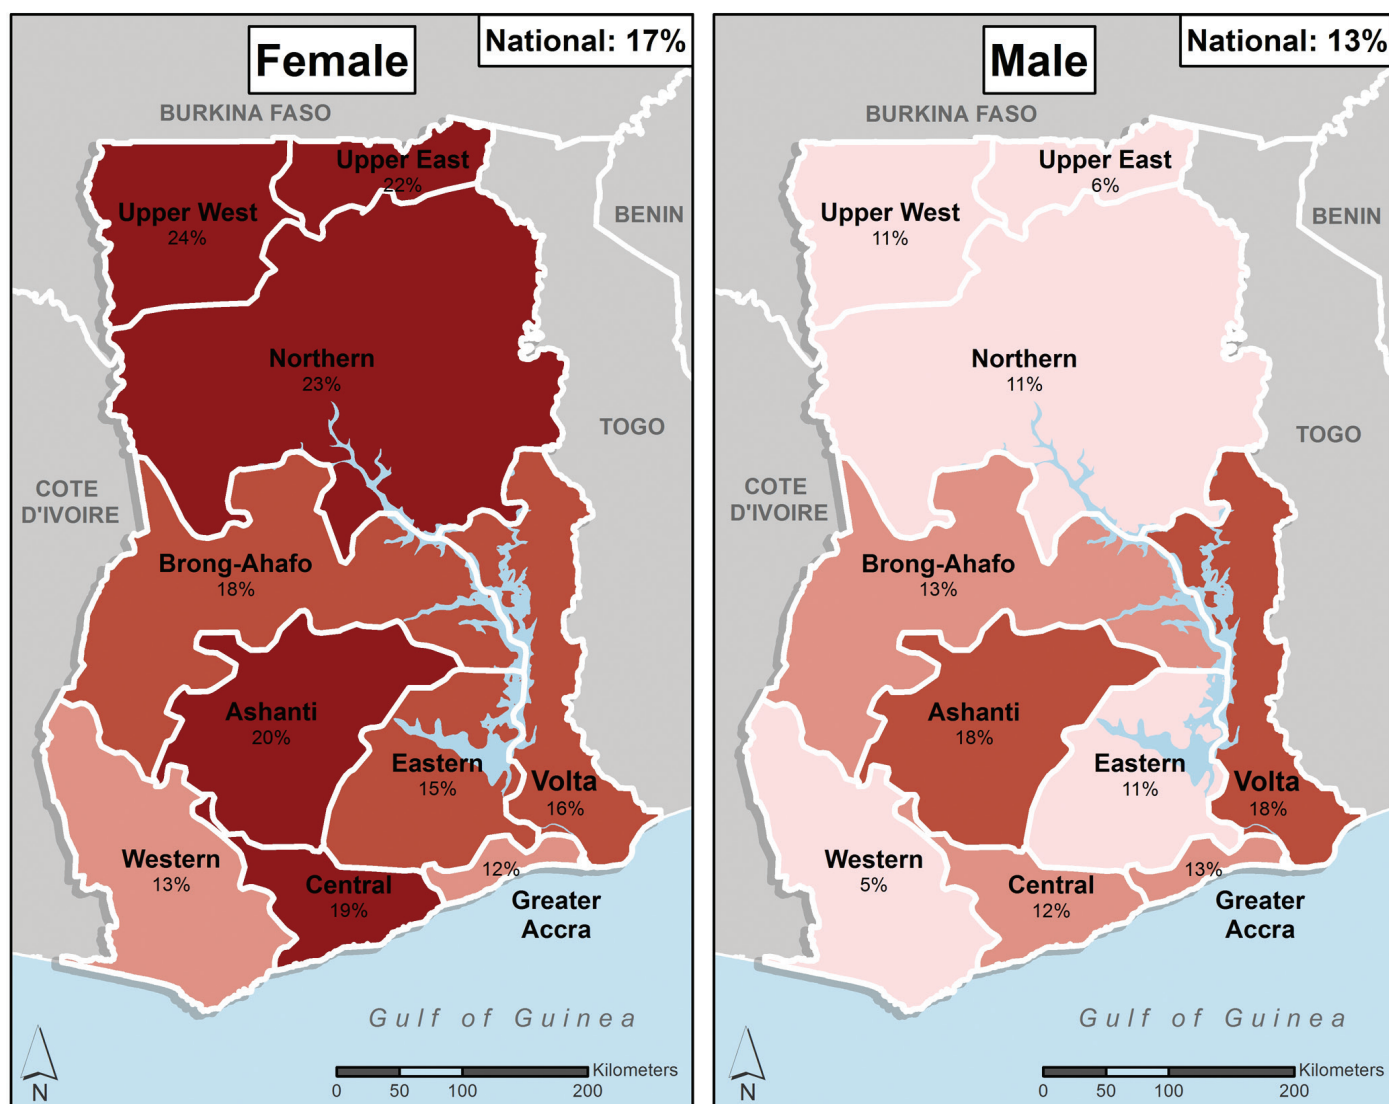 Female
National: 17%
BURKINA FASO
Upper East
22%
Upper West
24%
BENIN
Northern
23%
TOGO
COTE
D'IVOIRE
Brong-Ahafo
18%
Ashanti
20%
Eastern
15%
Volta
16%
Western
13%
Central
19%
12%
Greater
Accra
Gulf of Guinea
N
Kilometers
0 50 100 200
Male
National: 13%
BURKINA FASO
Upper East
6%
Upper West
11%
BENIN
Northern
11%
TOGO
COTE
D'IVOIRE
Brong-Ahafo
13%
Ashanti
18%
Eastern
11%
Volta
18%
Western
5%
Central
12%
13%
Greater
Accra
Gulf of Guinea
N
Kilometers
0 50 100 200